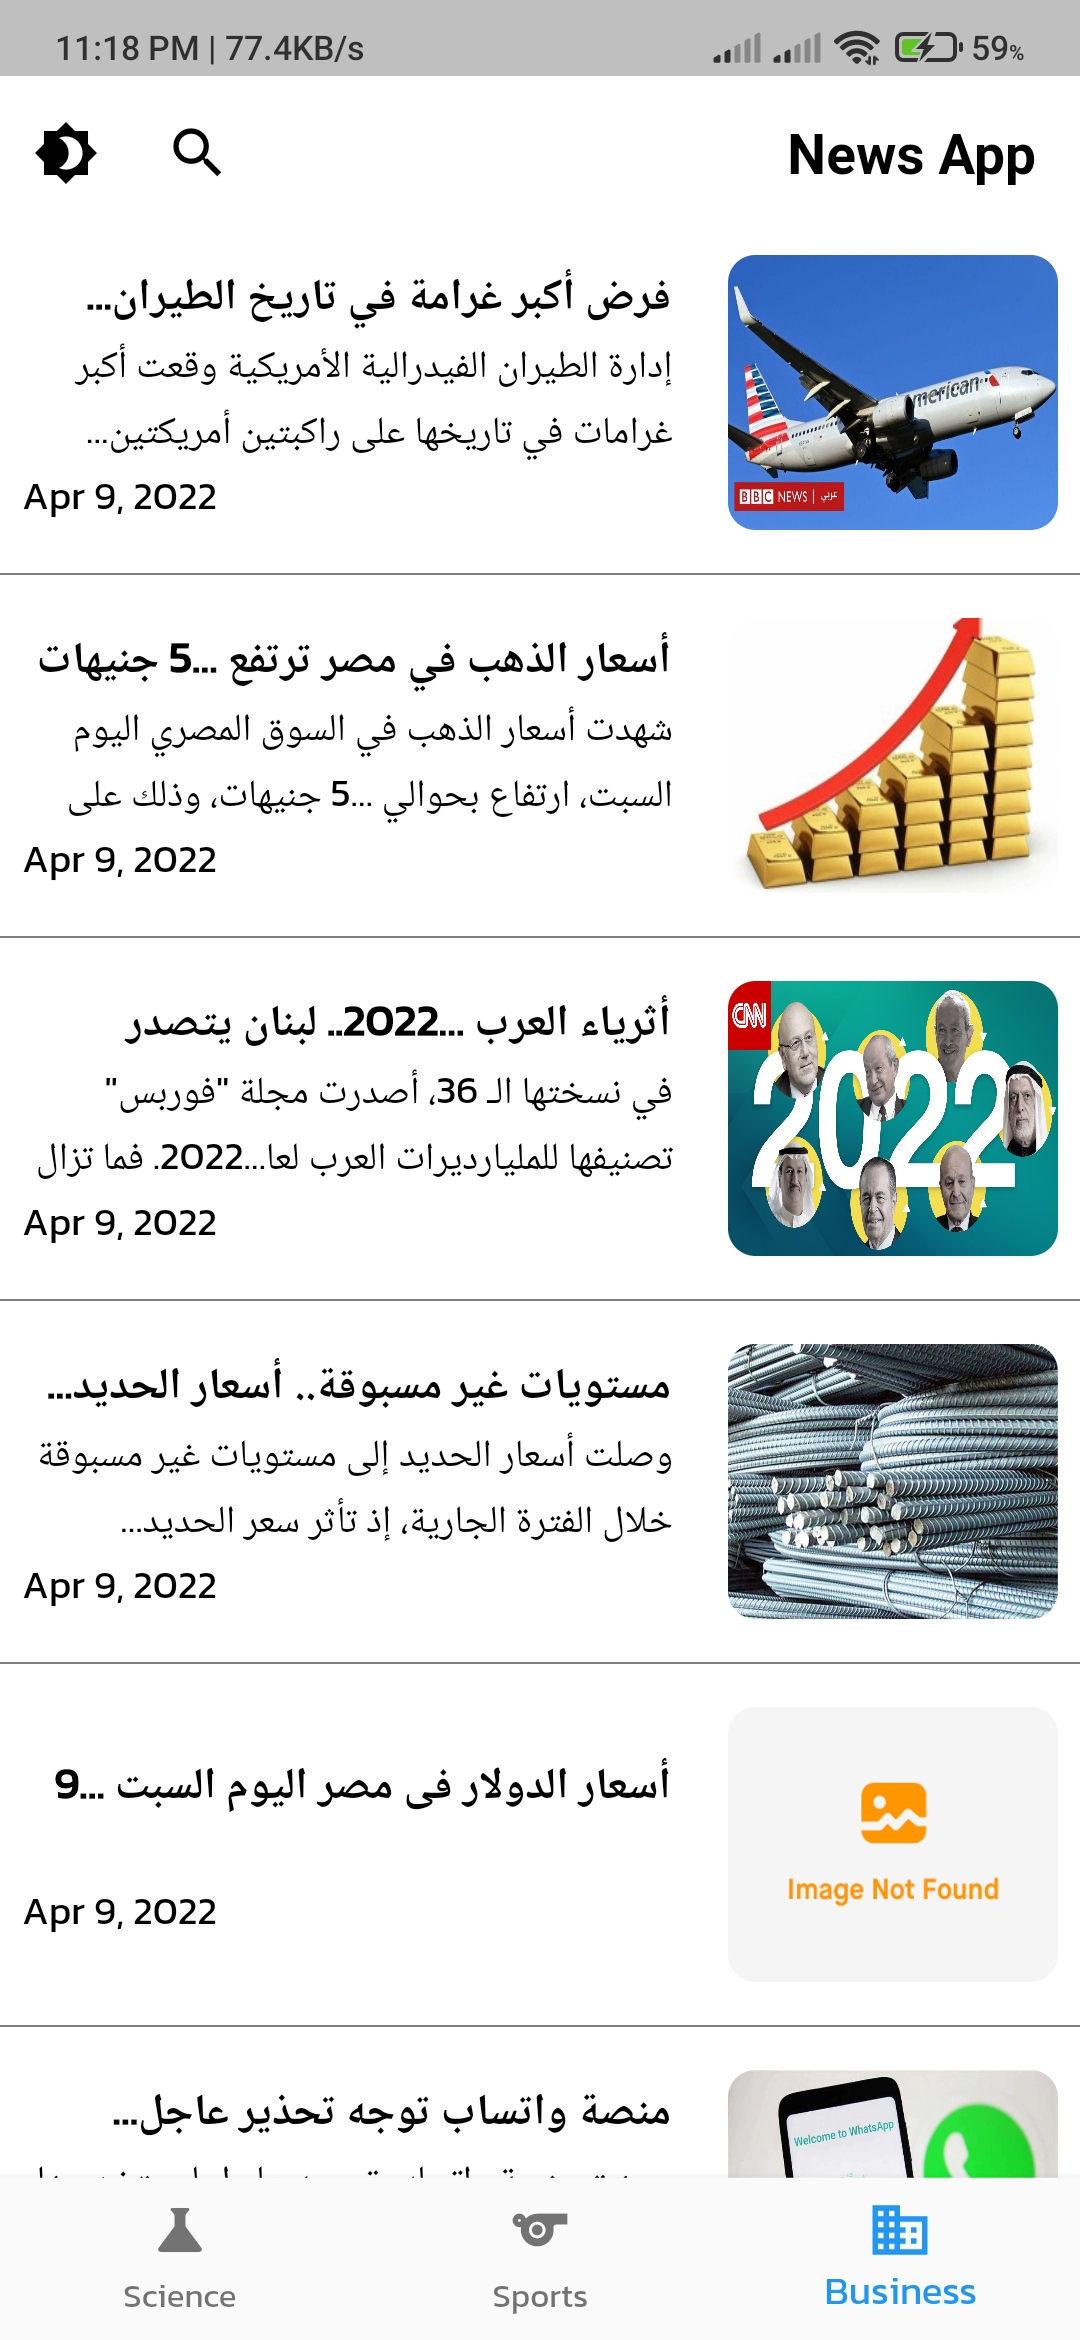 11:18 PM | 77.4KB/s
59%
News App
فرض أكبر غرامة في تاريخ الطيران...
إدارة الطيران الفيدرالية الأمريكية وقعت أكبر
غرامات في تاريخها على راكبتين أمريكتين...
Apr 9, 2022
American
BBC NEWS | عربي
أسعار الذهب في مصر ترتفع ...5 جنيهات
شهدت أسعار الذهب في السوق المصري اليوم
السبت، ارتفاع بحوالي ...5 جنيهات، وذلك على
Apr 9, 2022
أثرياء العرب ...2022.. لبنان يتصدر
في نسختها الـ 36، أصدرت مجلة "فوربس"
تصنيفها للمليارديرات العرب لعا...2022. فما تزال
Apr 9, 2022
CNN
2022
مستويات غير مسبوقة.. أسعار الحديد...
وصلت أسعار الحديد إلى مستويات غير مسبوقة
خلال الفترة الجارية، إذ تأثر سعر الحديد...
Apr 9, 2022
أسعار الدولار فى مصر اليوم السبت ...9
Apr 9, 2022
Image Not Found
منصة واتساب توجه تحذير عاجل...
Welcome to WhatsApp
Science
Sports
Business